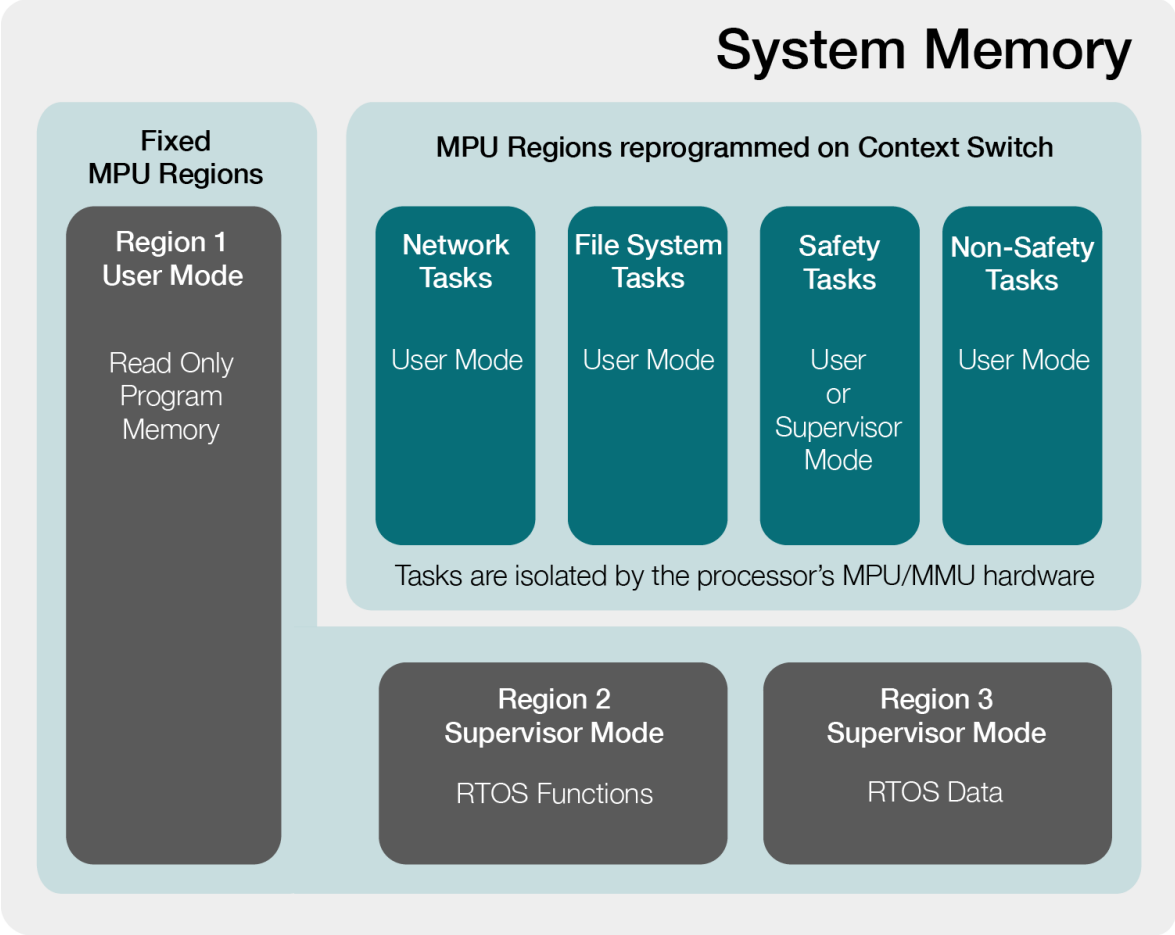 System Memory
Fixed
MPU Regions
Region 1
User Mode
Read Only
Program
Memory
MPU Regions reprogrammed on Context Switch
Network
Tasks
User Mode
File System
Tasks
User Mode
Safety
Tasks
User
or
Supervisor
Mode
Non-Safety
Tasks
User Mode
Tasks are isolated by the processor’s MPU/MMU hardware
Region 2
Supervisor Mode
RTOS Functions
Region 3
Supervisor Mode
RTOS Data